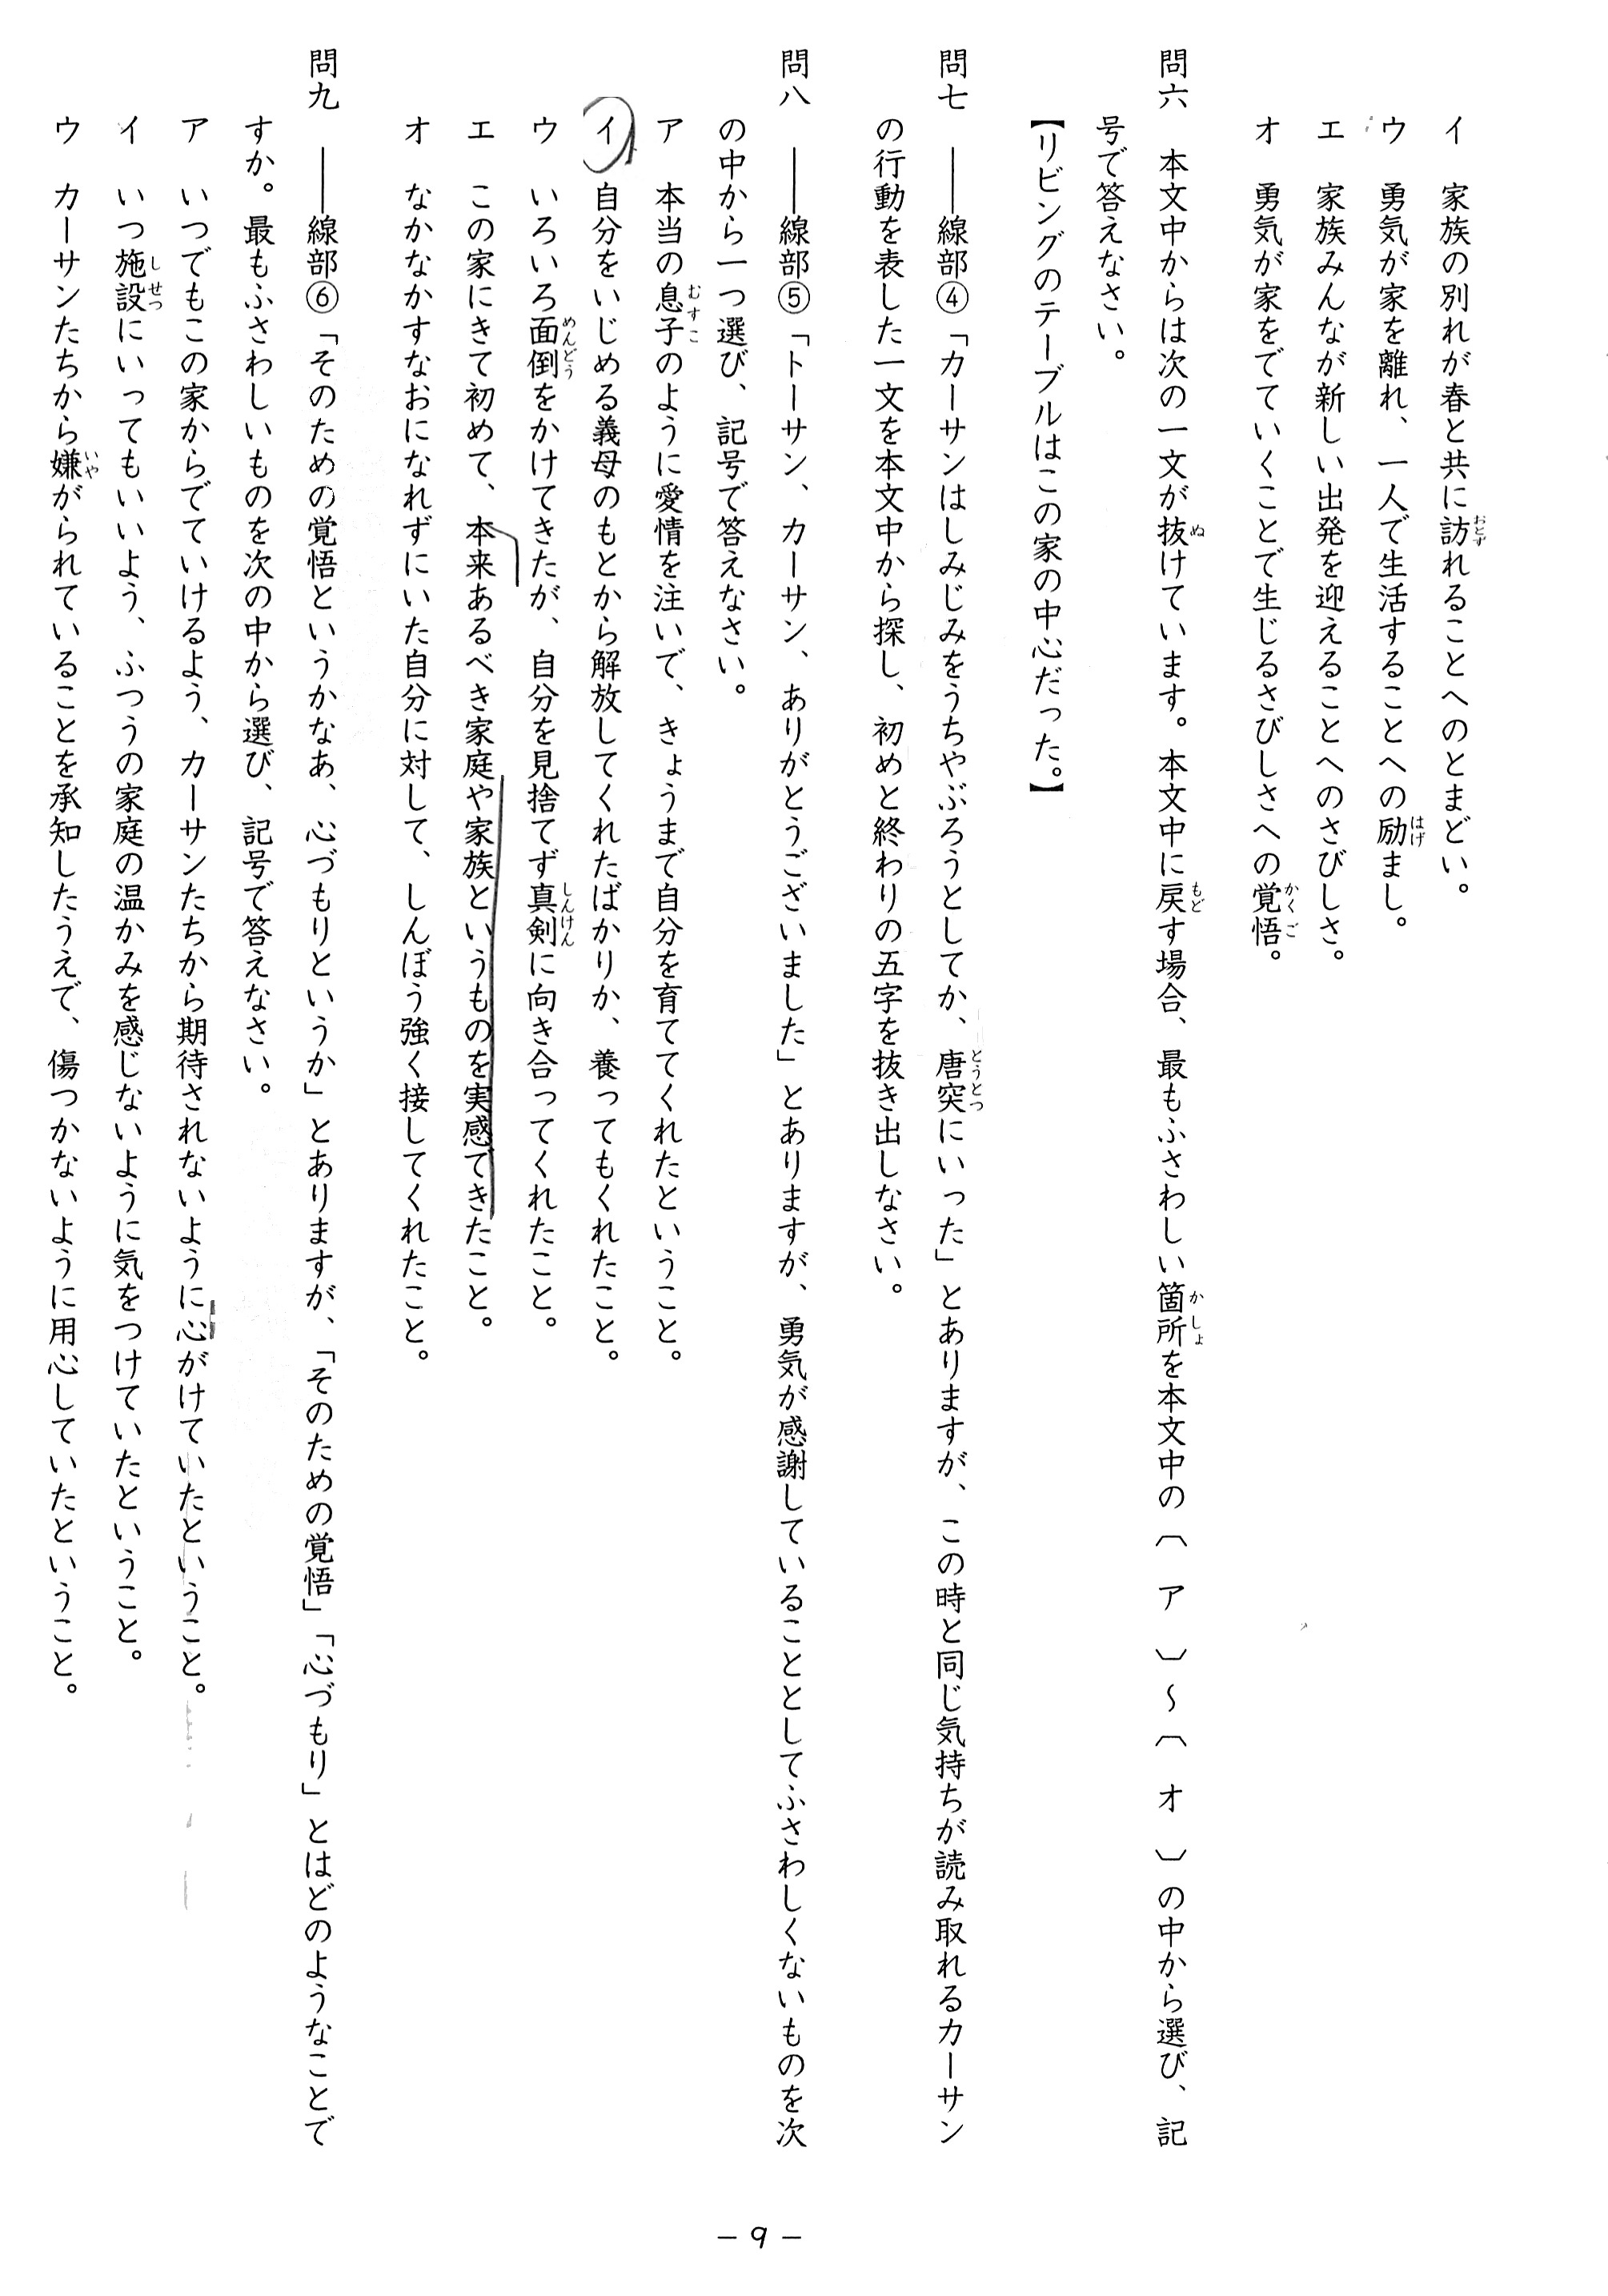 イ　家族の別れが春と共に訪れることへのとまどい。
ウ　勇気が家を離れ、一人で生活することへの励まし。
エ　家族みんなが新しい出発を迎えることへのさびしさ。
オ　勇気が家をでていくことで生じるさびしさへの覚悟。
問六　本文中からは次の一文が抜けています。本文中に戻す場合、最もふさわしい箇所を本文中の〔　ア　〕〜〔　オ　〕の中から選び、記
号で答えなさい。
【リビングのテーブルはこの家の中心だった。】
問七　――線部④「カーサンはしみじみをうちやぶろうとしてか、唐突にいった」とありますが、この時と同じ気持ちが読み取れるカーサン
の行動を表した一文を本文中から探し、初めと終わりの五字を抜き出しなさい。
問八　――線部⑤「トーサン、カーサン、ありがとうございました」とありますが、勇気が感謝していることとしてふさわしくないものを次
の中から一つ選び、記号で答えなさい。
ア　本当の息子のように愛情を注いで、きょうまで自分を育ててくれたということ。
イ　自分をいじめる義母のもとから解放してくれたばかりか、養ってもくれたこと。
ウ　いろいろ面倒をかけてきたが、自分を見捨てず真剣に向き合ってくれたこと。
エ　この家にきて初めて、本来あるべき家庭や家族というものを実感できたこと。
オ　なかなかすなおになれずにいた自分に対して、しんぼう強く接してくれたこと。
問九　――線部⑥「そのための覚悟というかなあ、心づもりというか」とありますが、「そのための覚悟」「心づもり」とはどのようなことで
すか。最もふさわしいものを次の中から選び、記号で答えなさい。
ア　いつでもこの家からでていけるよう、カーサンたちから期待されないように心がけていたということ。
イ　いつ施設にいってもいいよう、ふつうの家庭の温かみを感じないように気をつけていたということ。
ウ　カーサンたちから嫌がられていることを承知したうえで、傷つかないように用心していたということ。
－9－